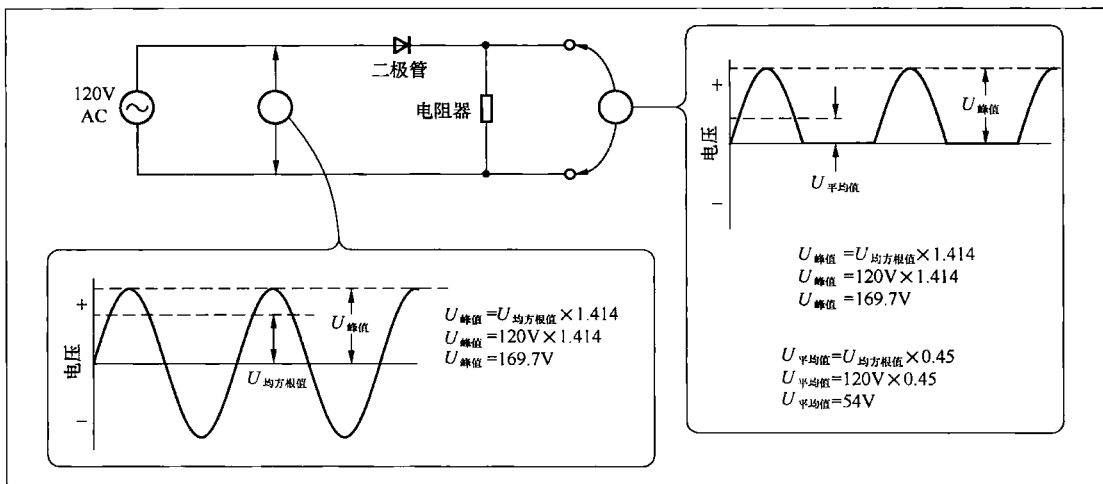 120V
AC
二极管
电阻器
+
电压
−
U峰值
U平均值
U峰值=U均方根值×1.414
U峰值=120V×1.414
U峰值=169.7V
U平均值=U均方根值×0.45
U平均值=120V×0.45
U平均值=54V
+
电压
−
U峰值
U均方根值
U峰值=U均方根值×1.414
U峰值=120V×1.414
U峰值=169.7V